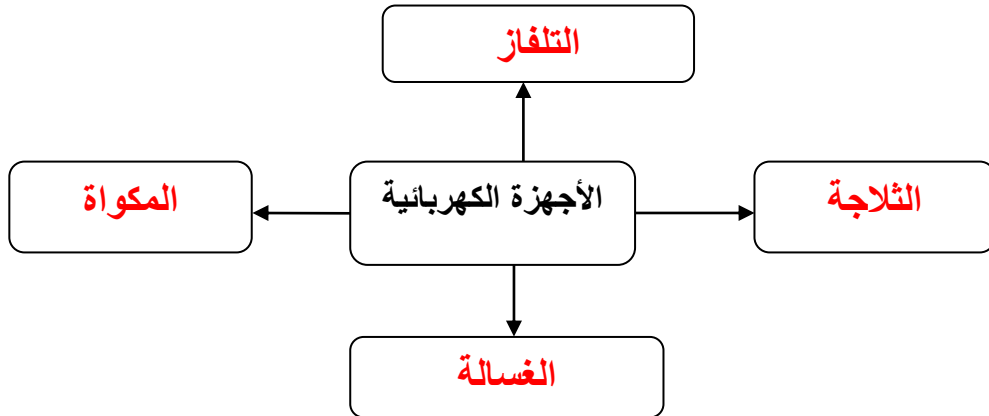 التلفاز
الثلاجة
الأجهزة الكهربائية
المكواة
الغسالة